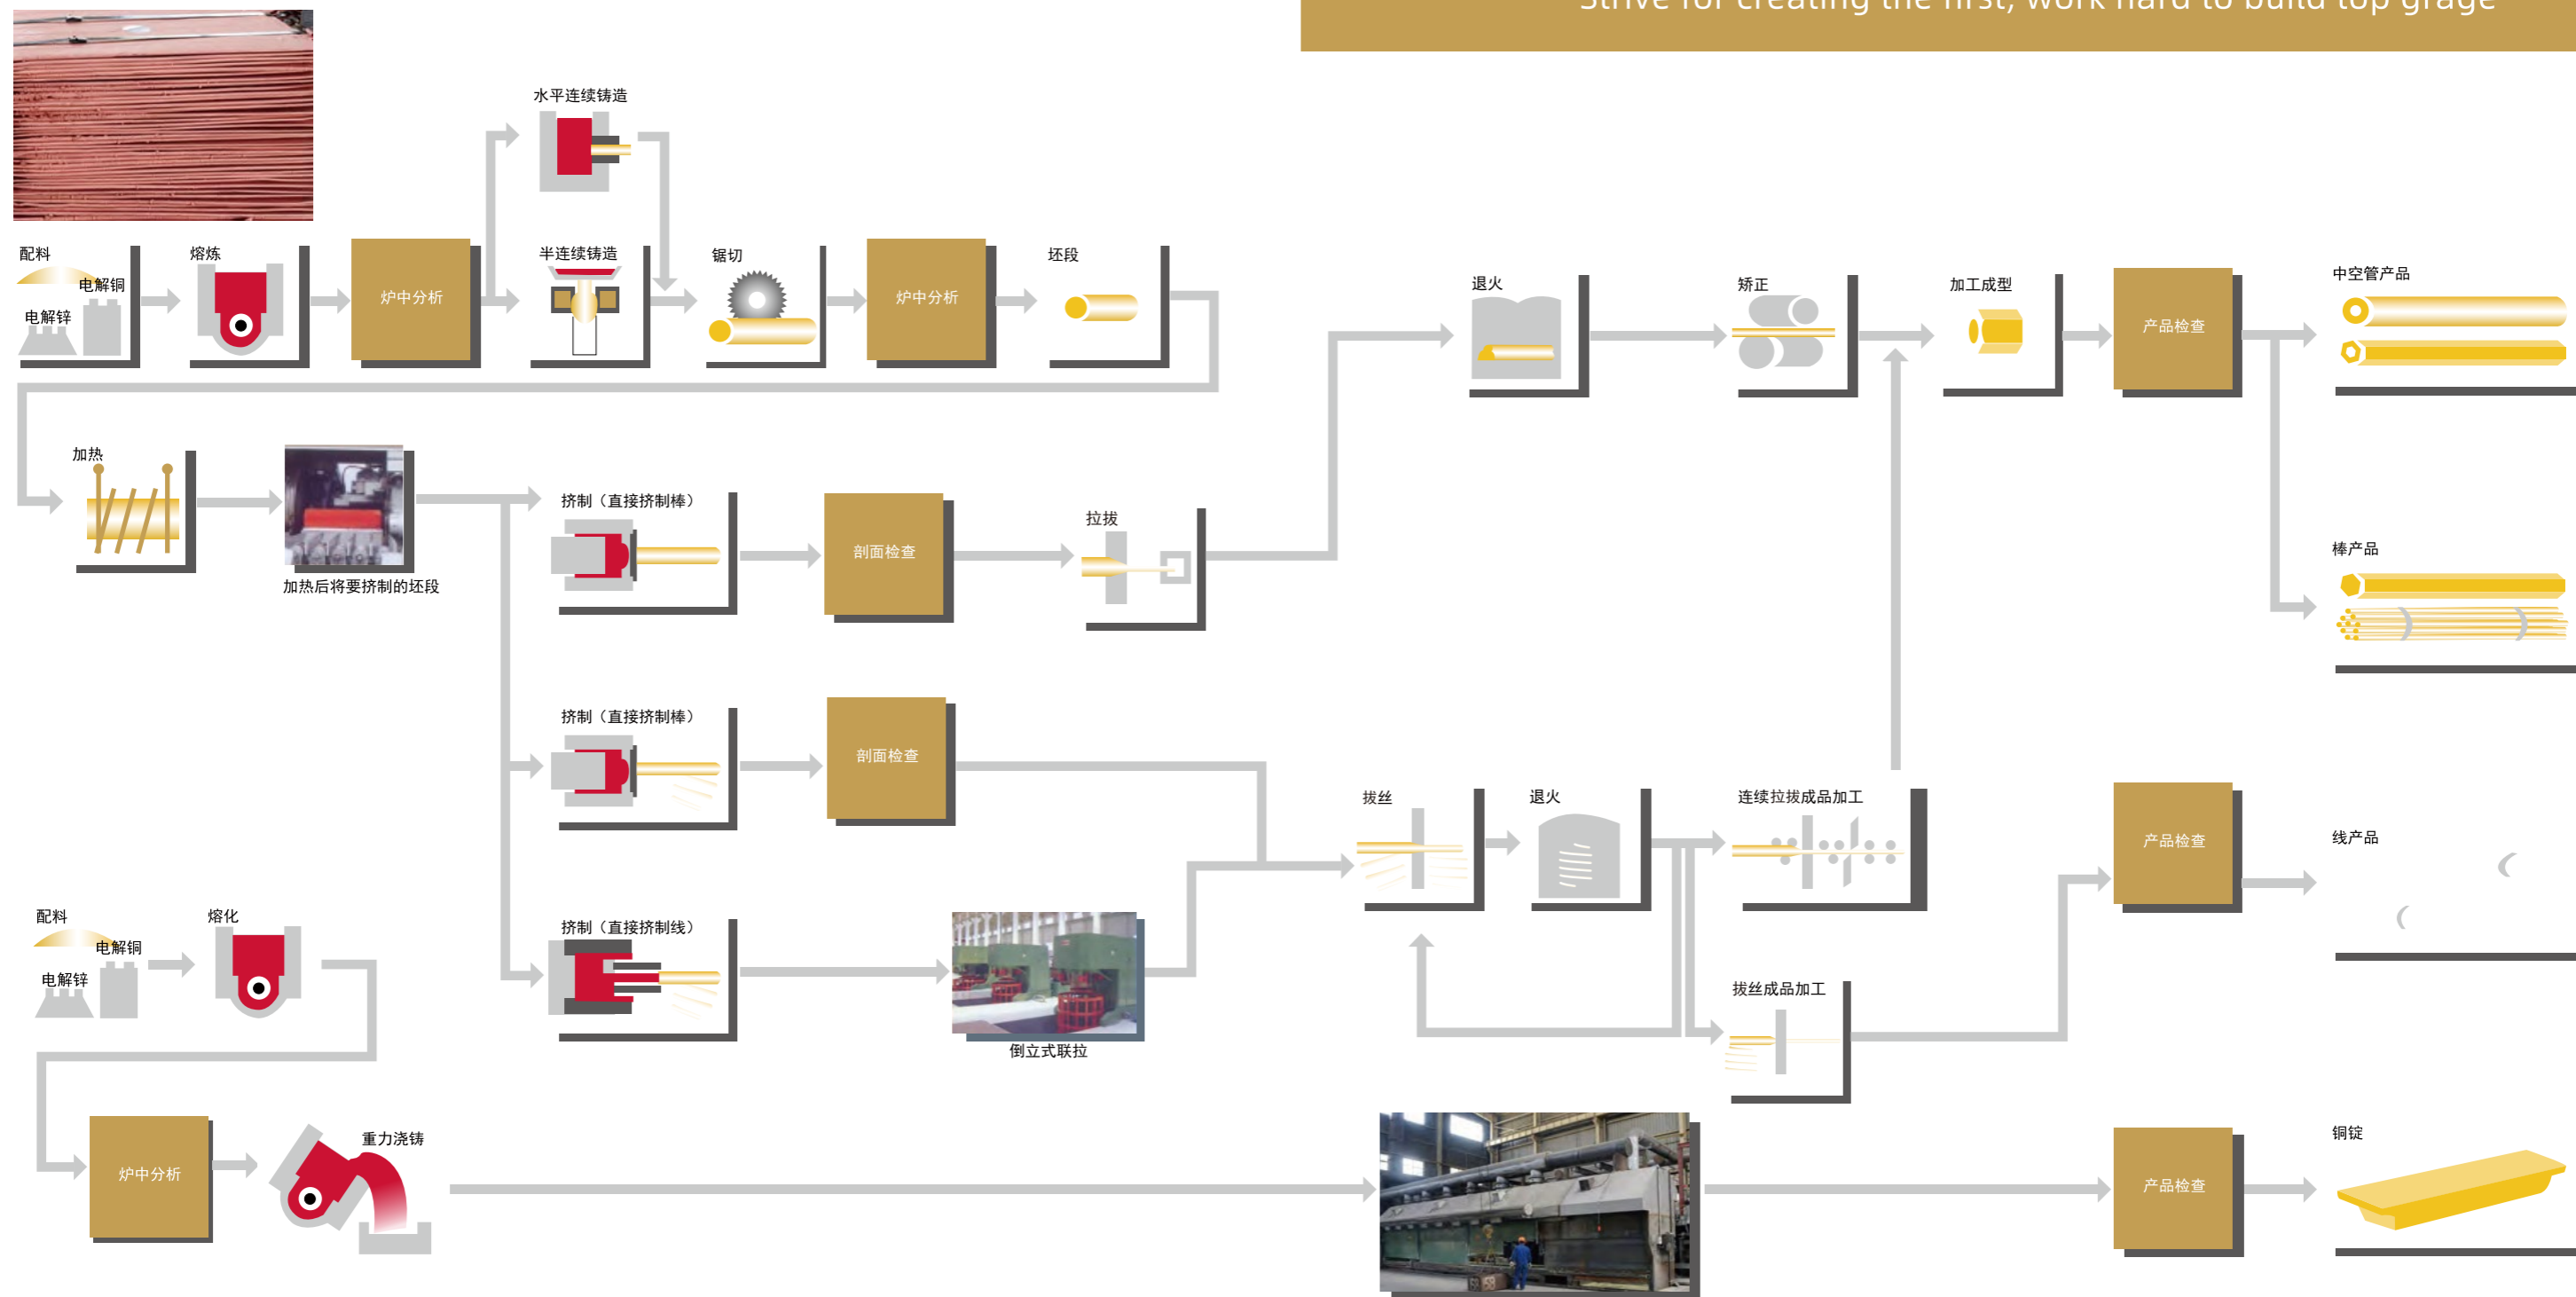 Strive for creating the first, work hard to build top grage
水平连续铸造
配料
电解铜
电解锌
熔炼
炉中分析
半连续铸造
锯切
炉中分析
坯段
退火
矫正
加工成型
产品检查
中空管产品
加热
加热后将要挤制的坯段
挤制（直接挤制棒）
剖面检查
拉拔
棒产品
挤制（直接挤制棒）
剖面检查
拔丝
退火
连续拉拔成品加工
产品检查
线产品
配料
电解铜
电解锌
熔化
挤制（直接挤制线）
倒立式联拉
拔丝成品加工
炉中分析
重力浇铸
产品检查
铜锭